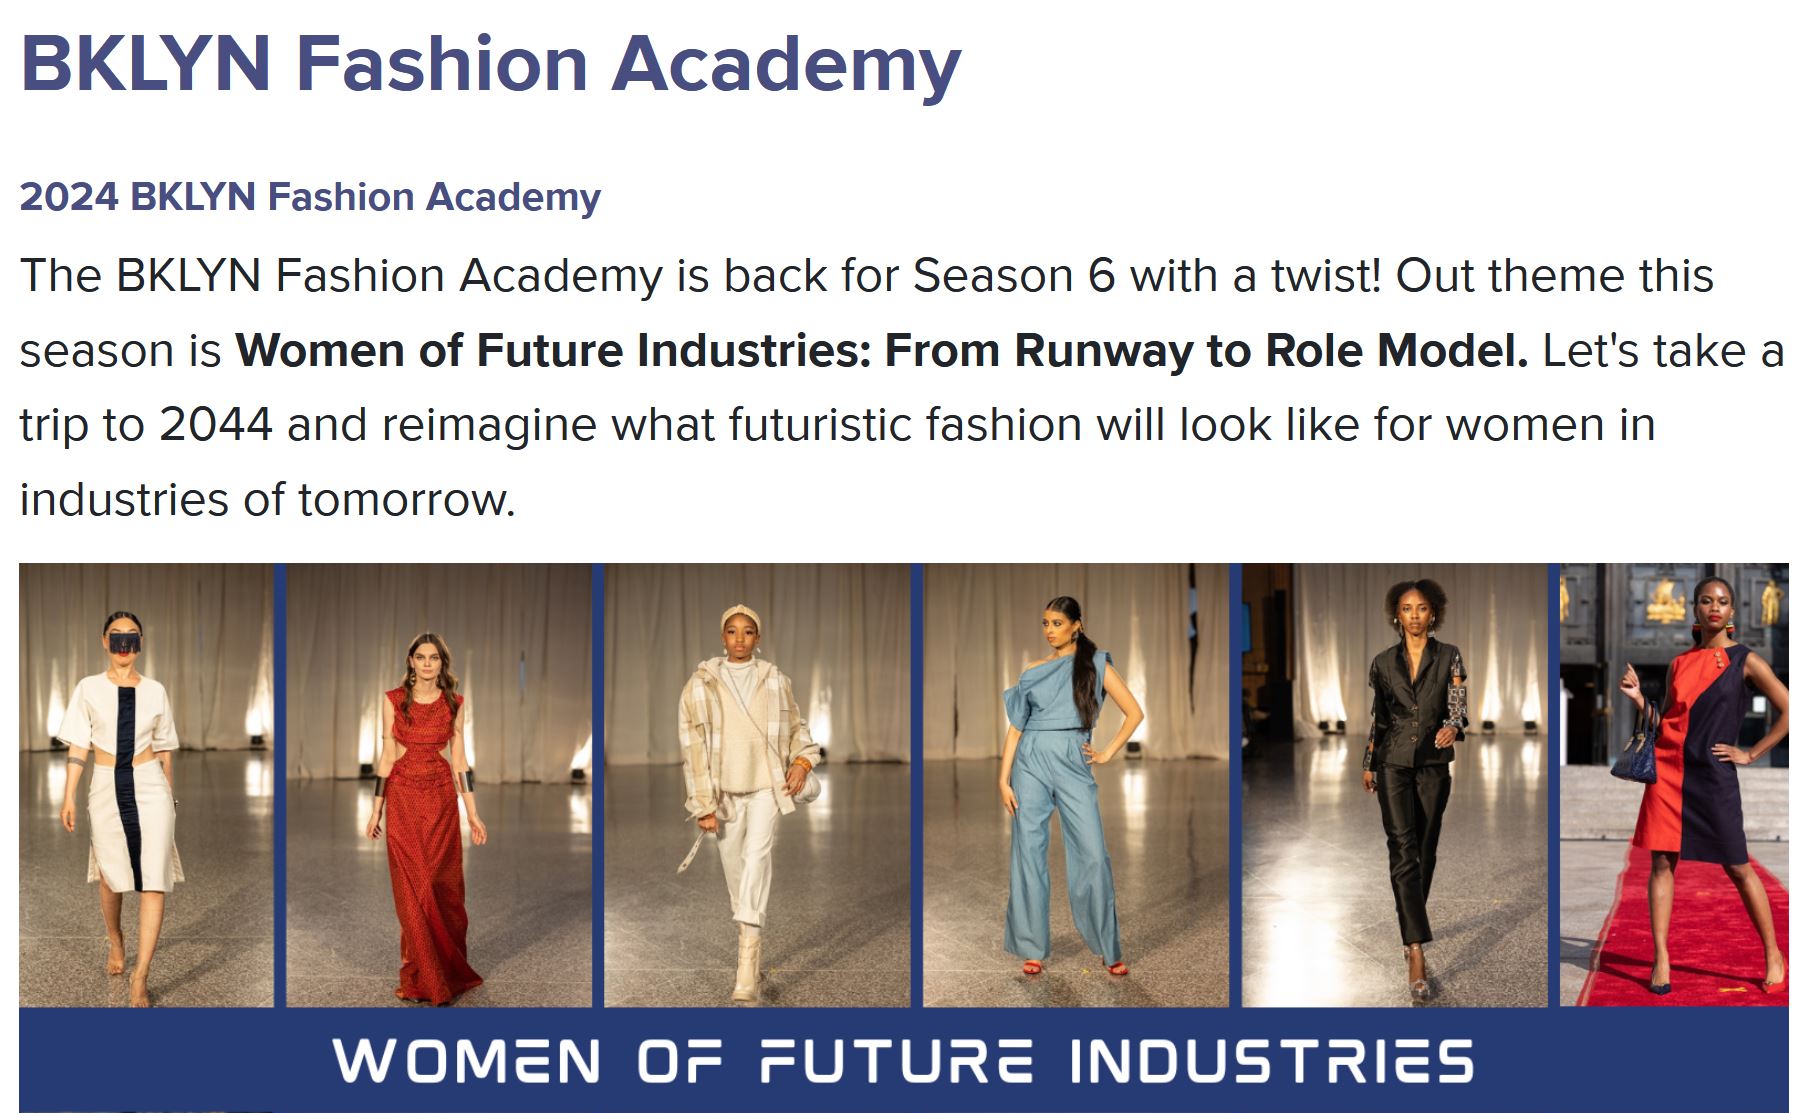 BKLYN Fashion Academy
2024 BKLYN Fashion Academy
The BKLYN Fashion Academy is back for Season 6 with a twist! Out theme this
season is Women of Future Industries: From Runway to Role Model. Let's take a
trip to 2044 and reimagine what futuristic fashion will look like for women in
industries of tomorrow.
WOMEN OF FUTURE INDUSTRIES